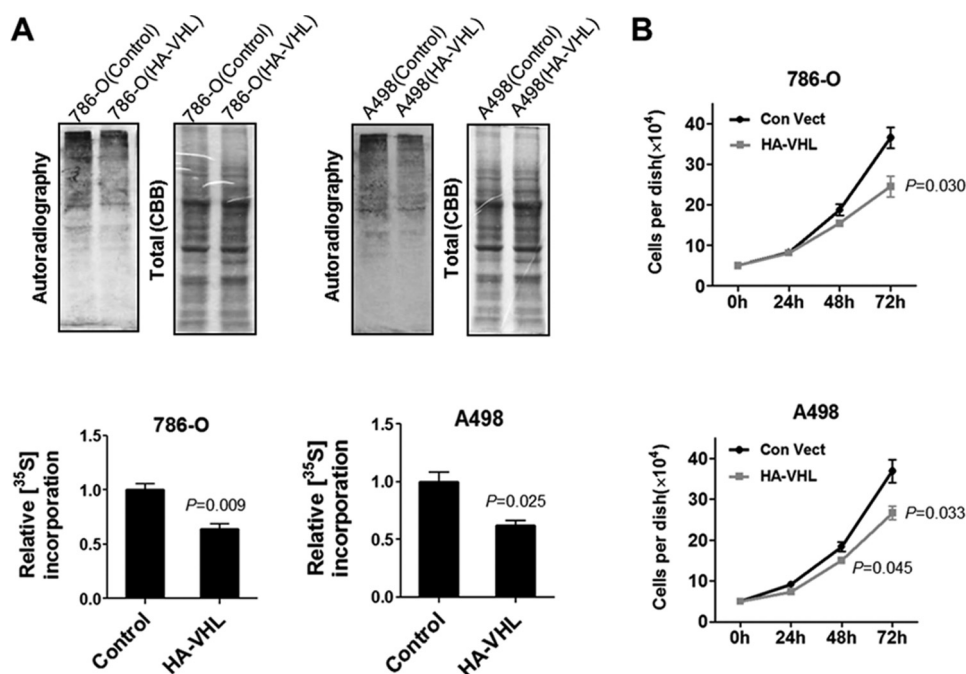 A
786-O(Control)
786-O(HA-VHL)
786-O(Control)
786-O(HA-VHL)
A498(Control)
A498(HA-VHL)
A498(Control)
A498(HA-VHL)
Autoradiography
Total (CBB)
Autoradiography
Total (CBB)
786-O
Relative [³⁵S]
incorporation
1.5
1.0
0.5
0.0
P=0.009
Control
HA-VHL
A498
Relative [³⁵S]
incorporation
1.5
1.0
0.5
0.0
P=0.025
Control
HA-VHL
B
786-O
Cells per dish(×10⁴)
40
30
20
10
0
Con Vect
HA-VHL
P=0.030
0h 24h 48h 72h
A498
Cells per dish(×10⁴)
40
30
20
10
0
Con Vect
HA-VHL
P=0.033
P=0.045
0h 24h 48h 72h